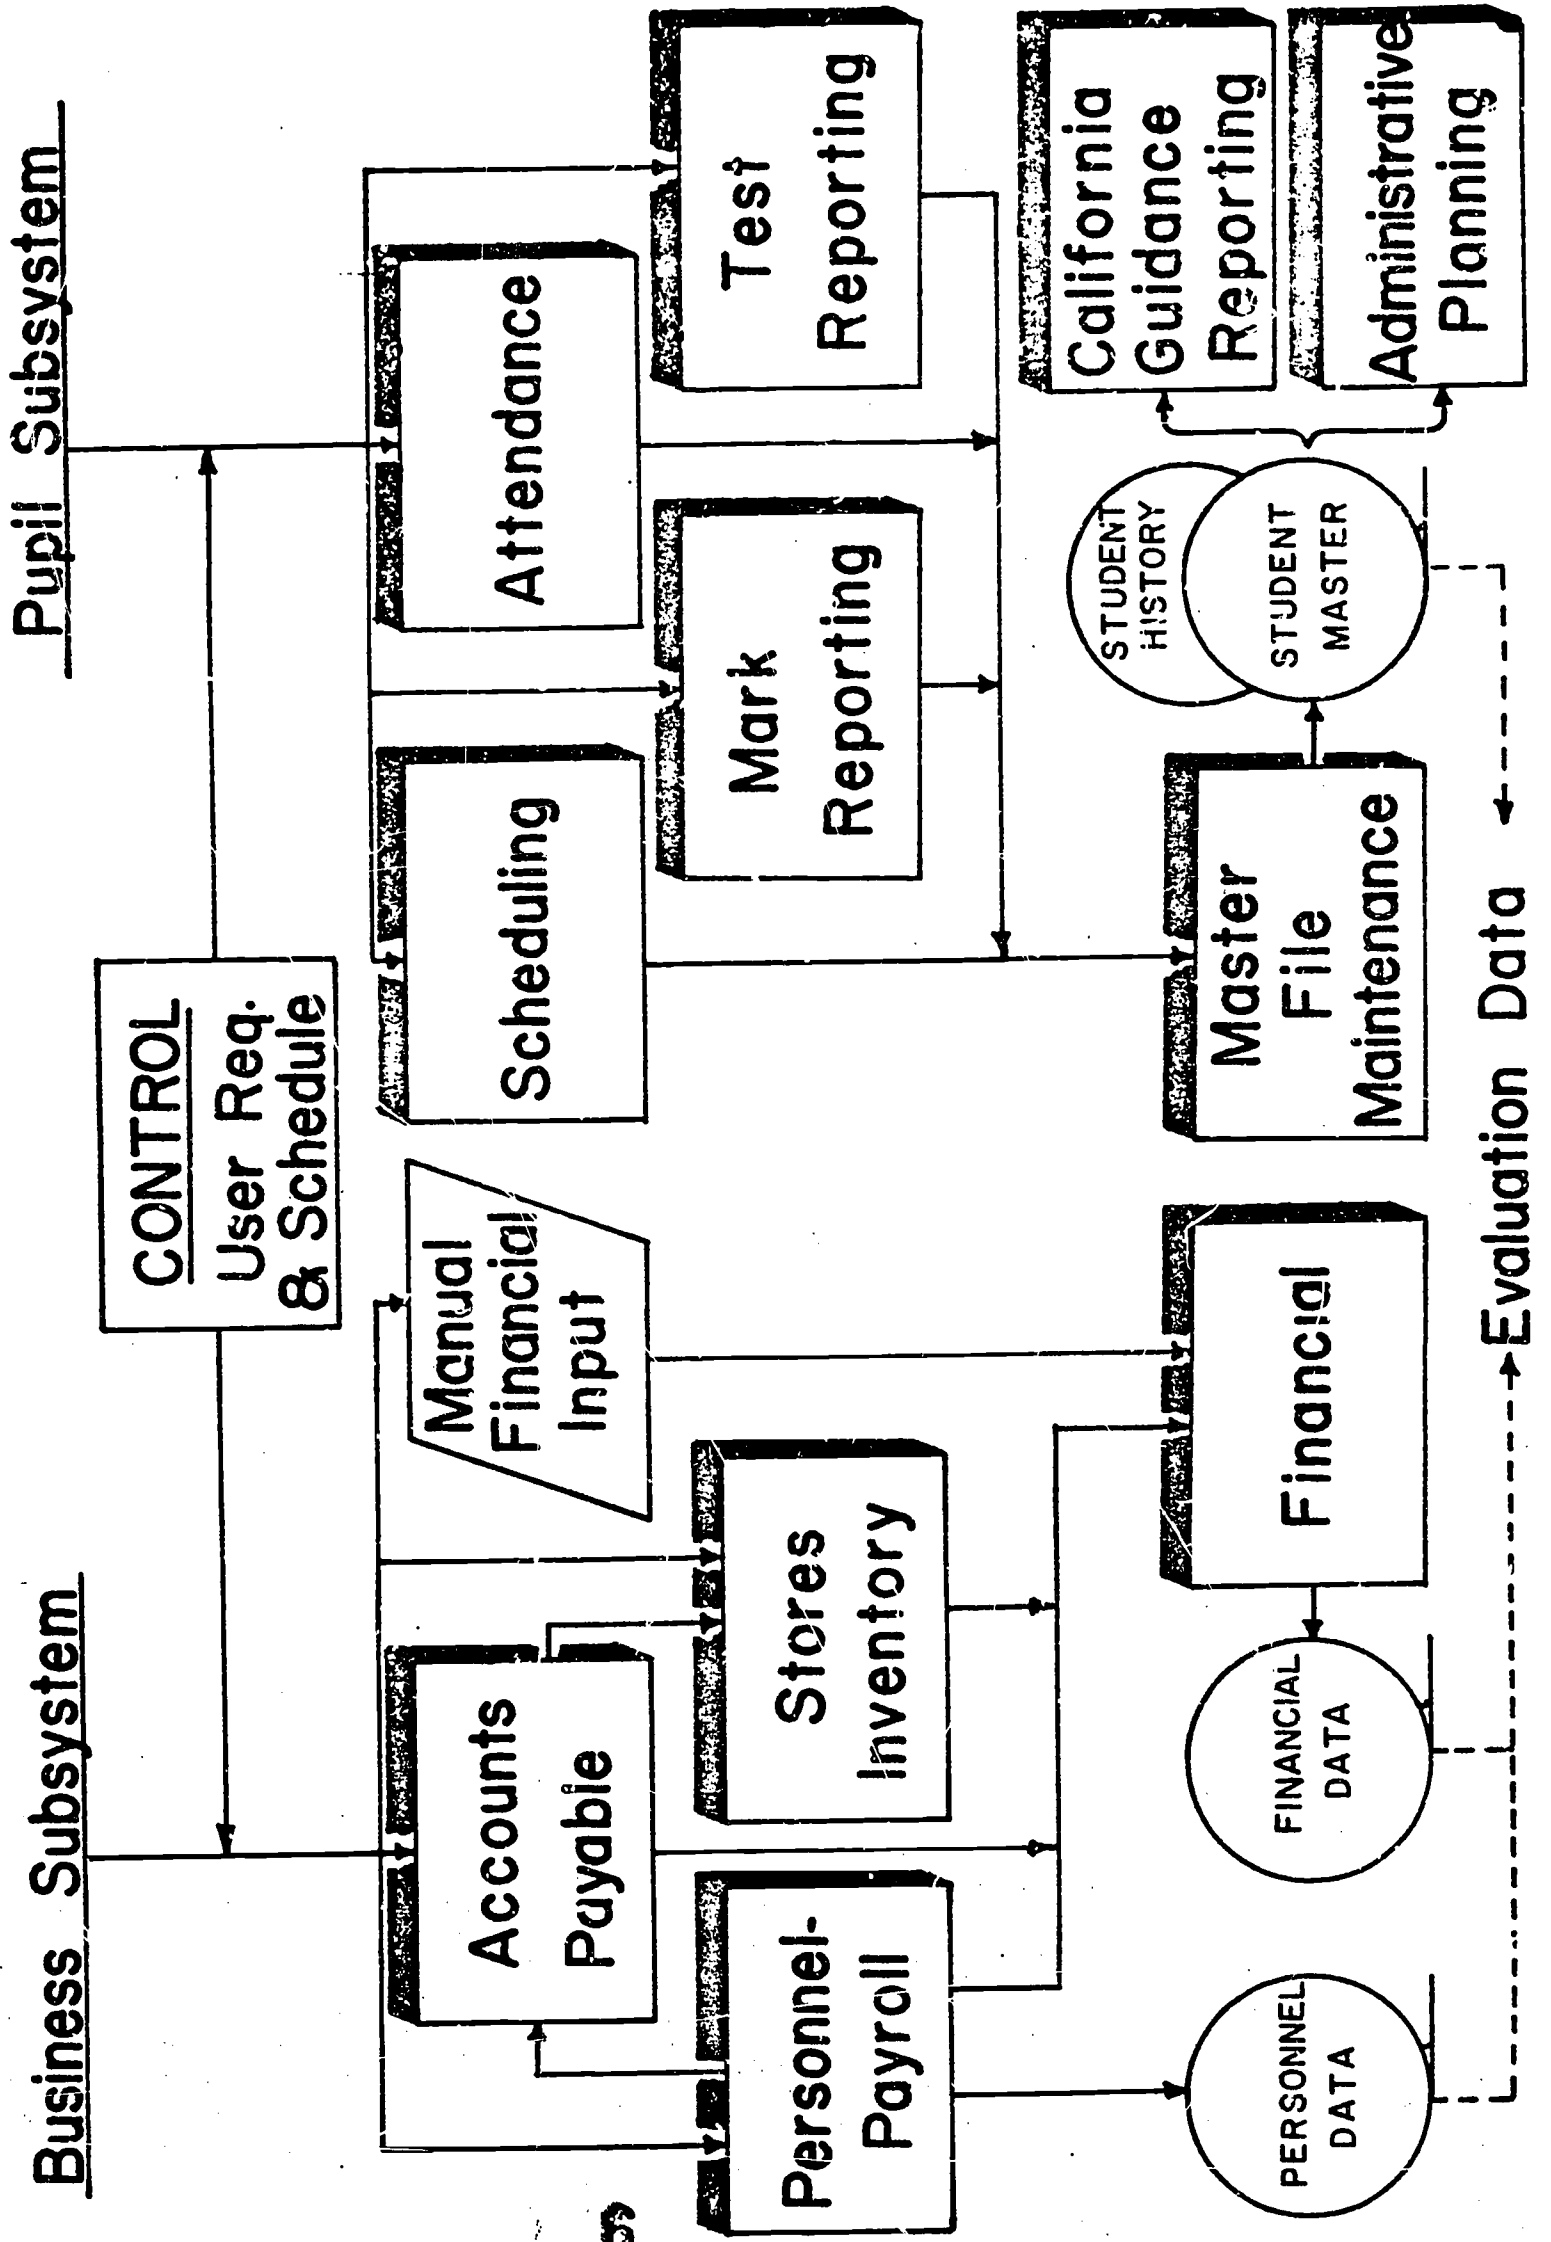 Business Subsystem
Pupil Subsystem
CONTROL
User Req.
& Schedule
Accounts
Payable
Manual
Financial
Input
Scheduling
Attendance
Personnel-
Payroll
Stores
Inventory
Mark
Reporting
Test
Reporting
PERSONNEL
DATA
FINANCIAL
DATA
Financial
Master
File
Maintenance
STUDENT
HISTORY
STUDENT
MASTER
California
Guidance
Reporting
Administrative
Planning
Evaluation Data
5